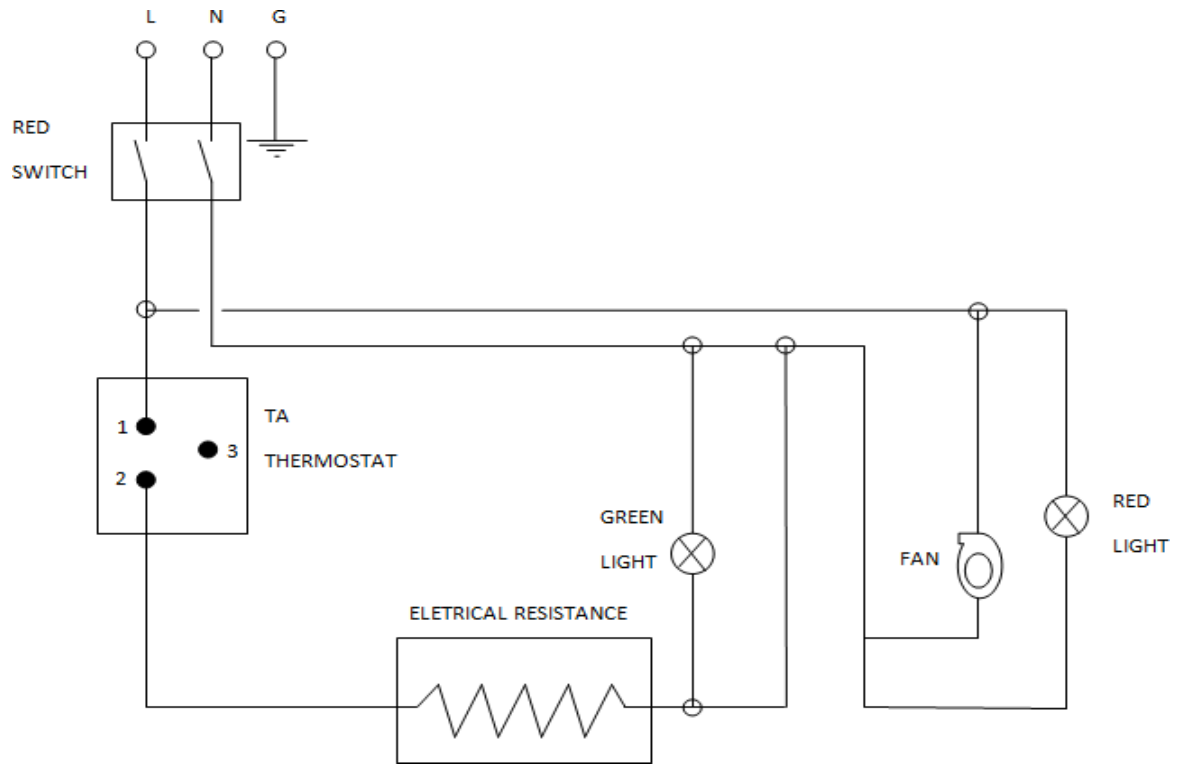 L N G
RED
SWITCH
1
2
3
TA
THERMOSTAT
GREEN
LIGHT
FAN
RED
LIGHT
ELETRICAL RESISTANCE